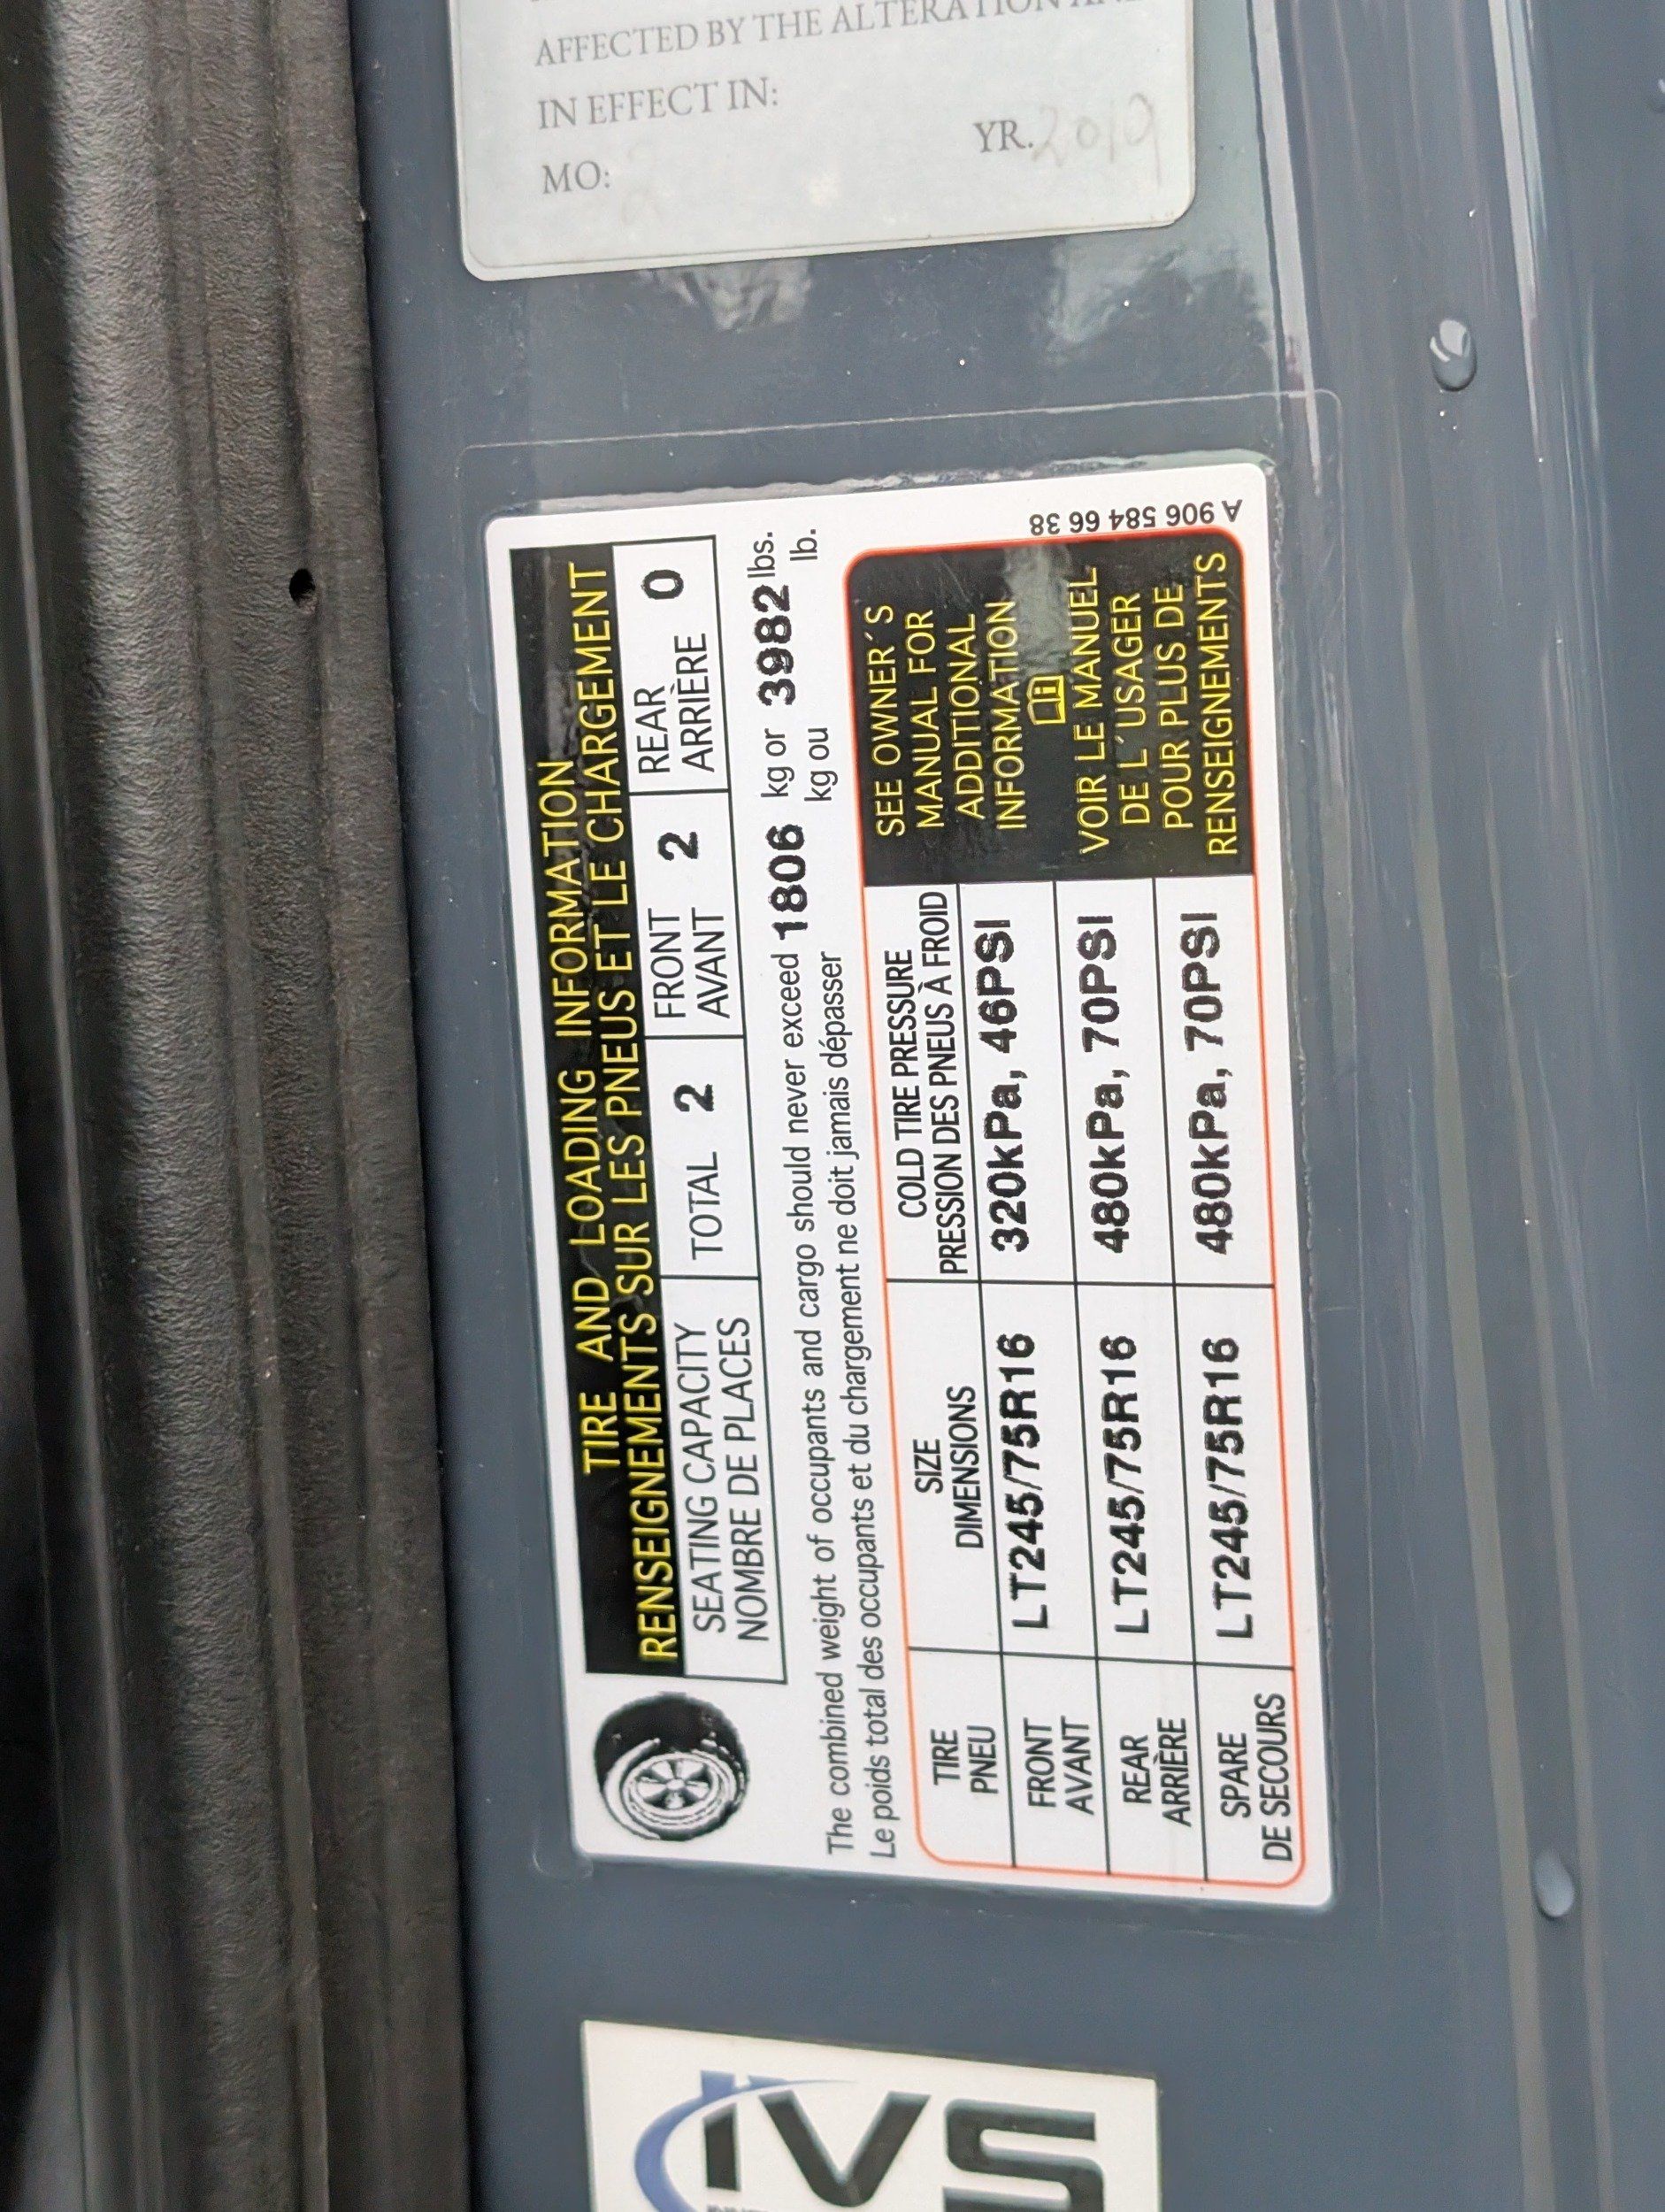 AFFECTED BY THE ALTERATION
IN EFFECT IN:
MO: YR. 2019
TIRE AND LOADING INFORMATION
RENSEIGNEMENTS SUR LES PNEUS ET LE CHARGEMENT
SEATING CAPACITY TOTAL 2 FRONT 2 REAR 0
NOMBRE DE PLACES AVANT ARRIÈRE
The combined weight of occupants and cargo should never exceed 1806 kg or 3982 lbs.
Le poids total des occupants et du chargement ne doit jamais dépasser kg ou lb.
TIRE SIZE COLD TIRE PRESSURE
PNEU DIMENSIONS PRESSION DES PNEUS À FROID
FRONT LT245/75R16 320kPa, 46PSI
AVANT
REAR LT245/75R16 480kPa, 70PSI
ARRIÈRE
SPARE LT245/75R16 480kPa, 70PSI
DE SECOURS
SEE OWNER´S
MANUAL FOR
ADDITIONAL
INFORMATION
VOIR LE MANUEL
DE L´USAGER
POUR PLUS DE
RENSEIGNEMENTS
A 906 584 66 38
IVS